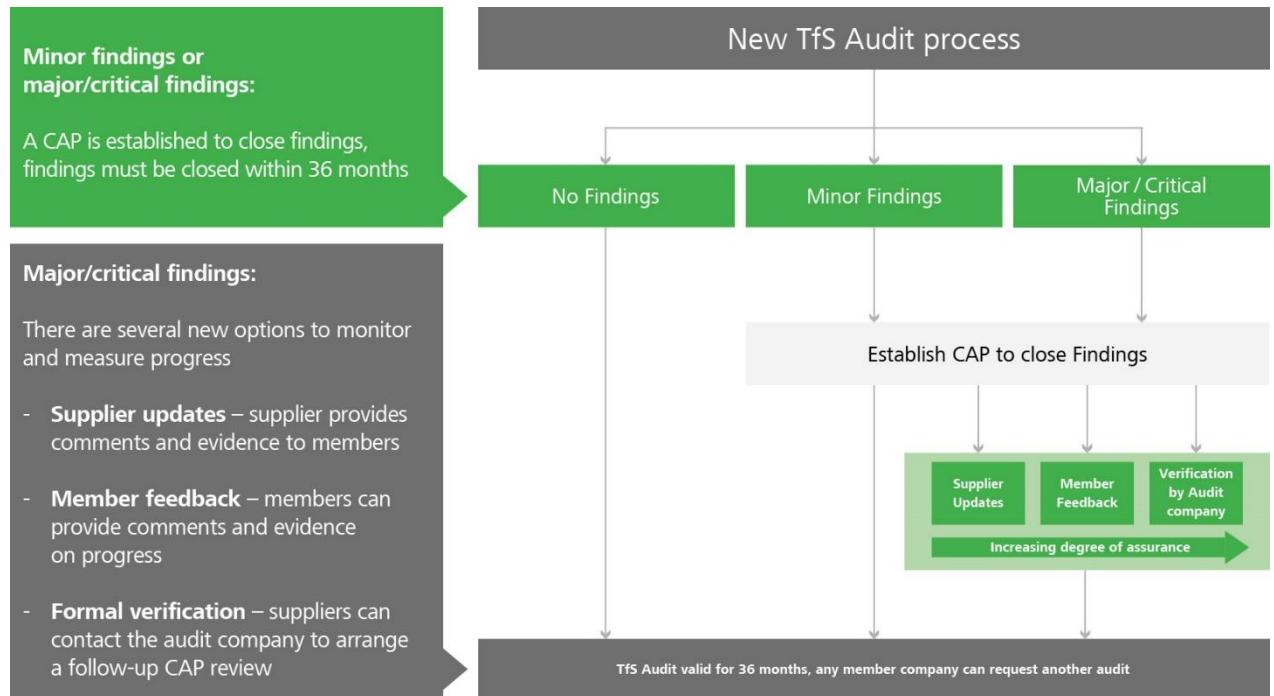 Minor findings or
major/critical findings:
A CAP is established to close findings,
findings must be closed within 36 months
Major/critical findings:
There are several new options to monitor
and measure progress
- Supplier updates – supplier provides
comments and evidence to members
- Member feedback – members can
provide comments and evidence
on progress
- Formal verification – suppliers can
contact the audit company to arrange
a follow-up CAP review
New TfS Audit process
No Findings
Minor Findings
Major / Critical
Findings
Establish CAP to close Findings
Supplier
Updates
Member
Feedback
Verification
by Audit
company
Increasing degree of assurance
TfS Audit valid for 36 months, any member company can request another audit